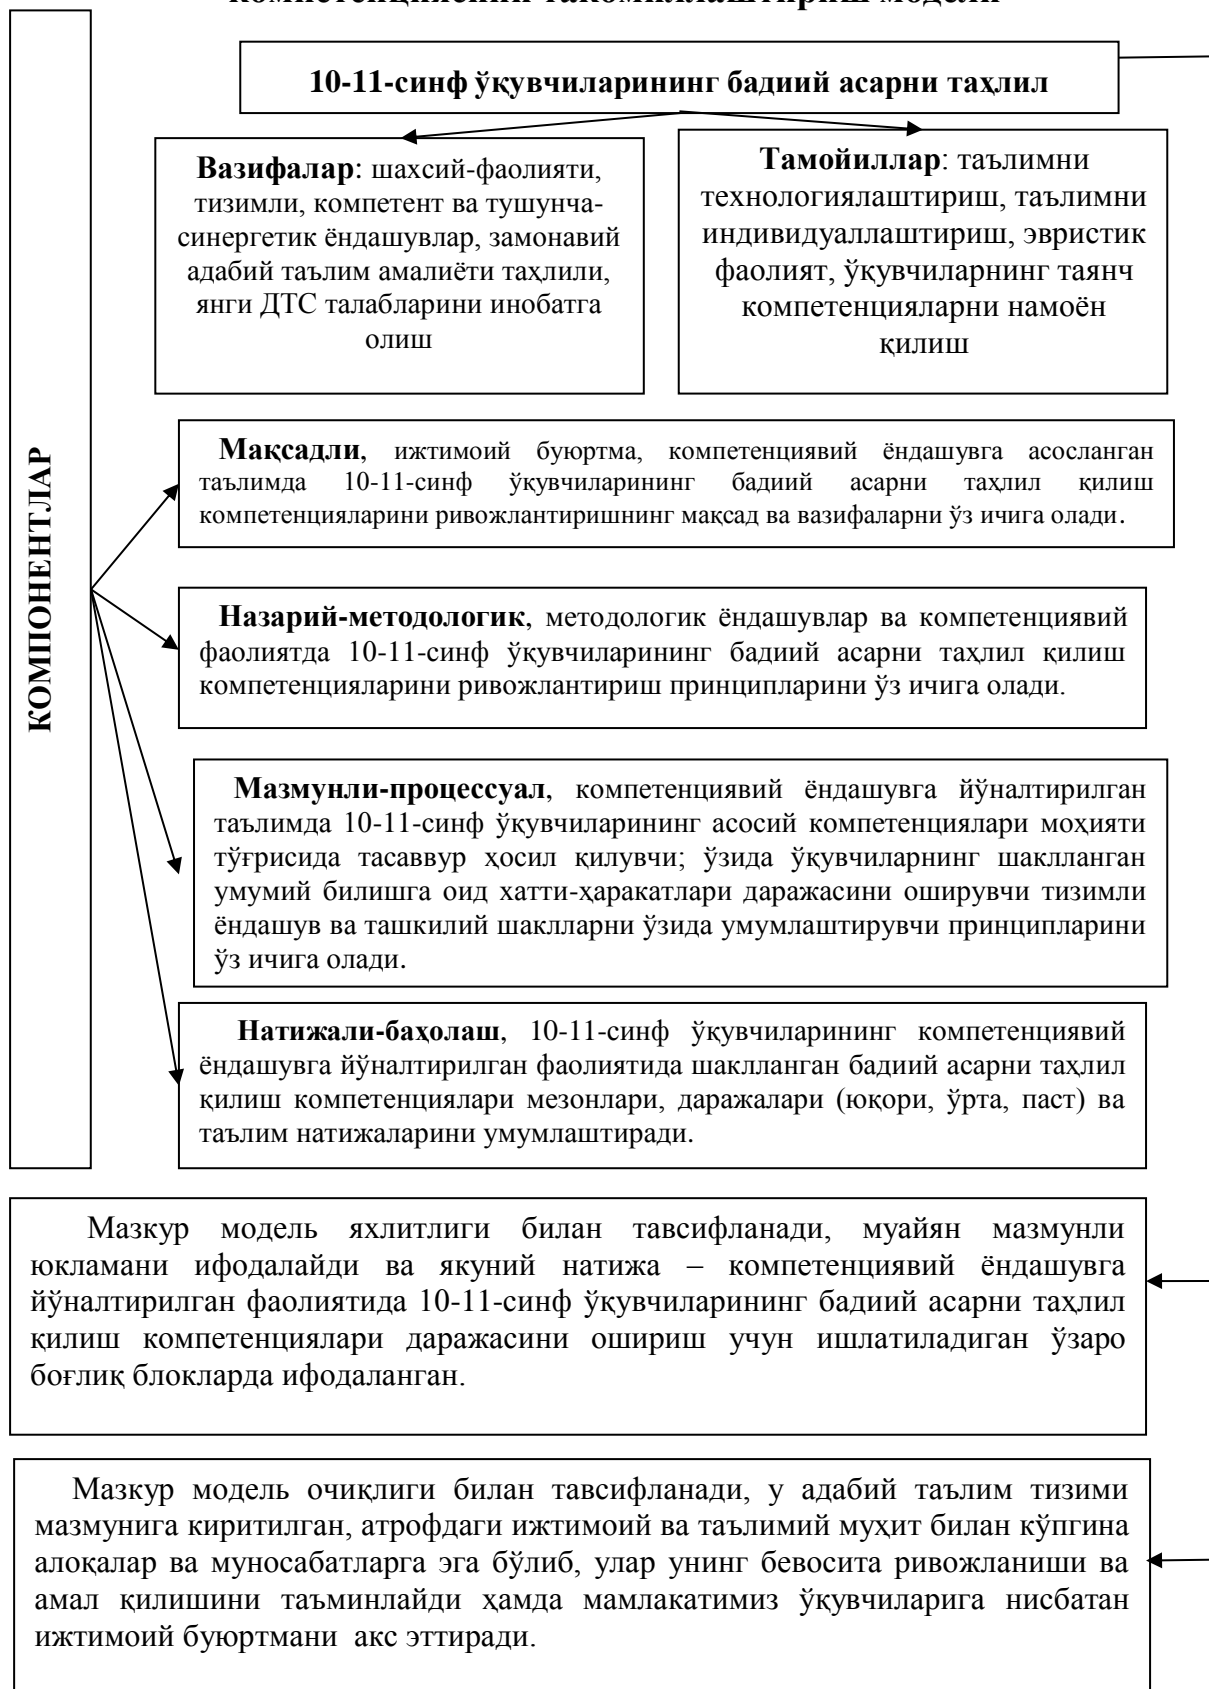 компетенциясини такомиллаштириш модели
10-11-синф ўқувчиларининг бадиий асарни таҳлил
Вазифалар: шахсий-фаолияти,
тизимли, компетент ва тушунча-
синергетик ёндашувлар, замонавий
адабий таълим амалиёти таҳлили,
янги ДТС талабларини инобатга
олиш
Тамойиллар: таълимни
технологиялаштириш, таълимни
индивидуаллаштириш, эвристик
фаолият, ўқувчиларнинг таянч
компетенцияларни намоён
қилиш
КОМПОНЕНТЛАР
Мақсадли, ижтимоий буюртма, компетенциявий ёндашувга асосланган
таълимда 10-11-синф ўқувчиларининг бадиий асарни таҳлил қилиш
компетенцияларини ривожлантиришнинг мақсад ва вазифаларни ўз ичига олади.
Назарий-методологик, методологик ёндашувлар ва компетенциявий
фаолиятда 10-11-синф ўқувчиларининг бадиий асарни таҳлил қилиш
компетенцияларини ривожлантириш принципларини ўз ичига олади.
Мазмунли-процессуал, компетенциявий ёндашувга йўналтирилган
таълимда 10-11-синф ўқувчиларининг асосий компетенциялари моҳияти
тўғрисида тасаввур ҳосил қилувчи; ўзида ўқувчиларнинг шаклланган
умумий билишга оид хатти-ҳаракатлари даражасини оширувчи тизимли
ёндашув ва ташкилий шаклларни ўзида умумлаштирувчи принципларини
ўз ичига олади.
Натижали-баҳолаш, 10-11-синф ўқувчиларининг компетенциявий
ёндашувга йўналтирилган фаолиятида шаклланган бадиий асарни таҳлил
қилиш компетенциялари мезонлари, даражалари (юқори, ўрта, паст) ва
таълим натижаларини умумлаштиради.
Мазкур модель яхлитлиги билан тавсифланади, муайян мазмунли
юкламани ифодалайди ва якуний натижа – компетенциявий ёндашувга
йўналтирилган фаолиятида 10-11-синф ўқувчиларининг бадиий асарни таҳлил
қилиш компетенциялари даражасини ошириш учун ишлатиладиган ўзаро
боғлиқ блокларда ифодаланган.
Мазкур модель очиқлиги билан тавсифланади, у адабий таълим тизими
мазмунига киритилган, атрофдаги ижтимоий ва таълимий муҳит билан кўпгина
алоқалар ва муносабатларга эга бўлиб, улар унинг бевосита ривожланиши ва
амал қилишини таъминлайди ҳамда мамлакатимиз ўқувчиларига нисбатан
ижтимоий буюртмани акс эттиради.